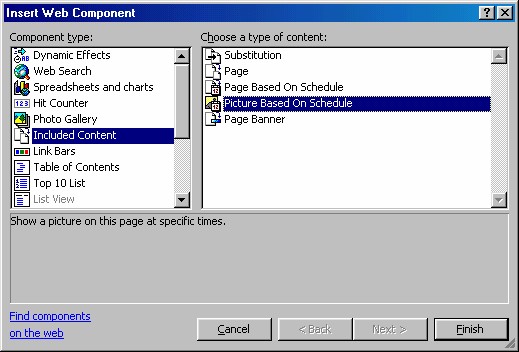 Insert Web Component
Component type:
Dynamic Effects
Web Search
Spreadsheets and charts
Hit Counter
Photo Gallery
Included Content
Link Bars
Table of Contents
Top 10 List
List View
Choose a type of content:
Substitution
Page
Page Based On Schedule
Picture Based On Schedule
Page Banner
Show a picture on this page at specific times.
Find components
on the web
Cancel
< Back
Next >
Finish